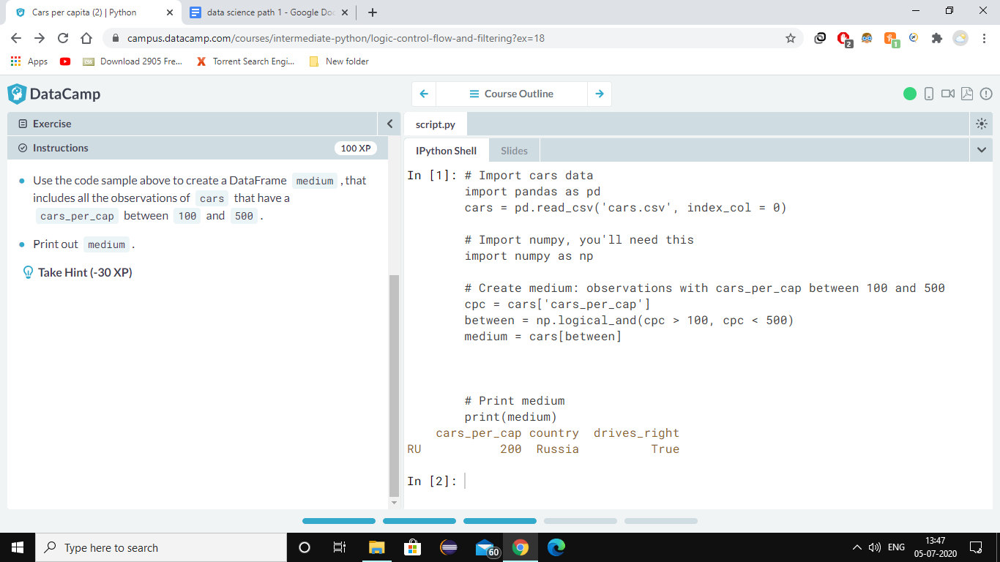 Cars per capita (2) | Python
data science path 1 - Google Doc
campus.datacamp.com/courses/intermediate-python/logic-control-flow-and-filtering?ex=18
2
1
Apps
CSS
Download 2905 Fre...
Torrent Search Engi...
New folder
DataCamp
Course Outline
Exercise
script.py
Instructions
100 XP
IPython Shell
Slides
Use the code sample above to create a DataFrame medium , that
includes all the observations of cars that have a
cars_per_cap between 100 and 500 .
Print out medium .
Take Hint (-30 XP)
In [1]: # Import cars data
import pandas as pd
cars = pd.read_csv('cars.csv', index_col = 0)
# Import numpy, you'll need this
import numpy as np
# Create medium: observations with cars_per_cap between 100 and 500
cpc = cars['cars_per_cap']
between = np.logical_and(cpc > 100, cpc < 500)
medium = cars[between]
# Print medium
print(medium)
cars_per_cap country drives_right
RU 200 Russia True
In [2]:
Type here to search
60
ENG
13:47
05-07-2020